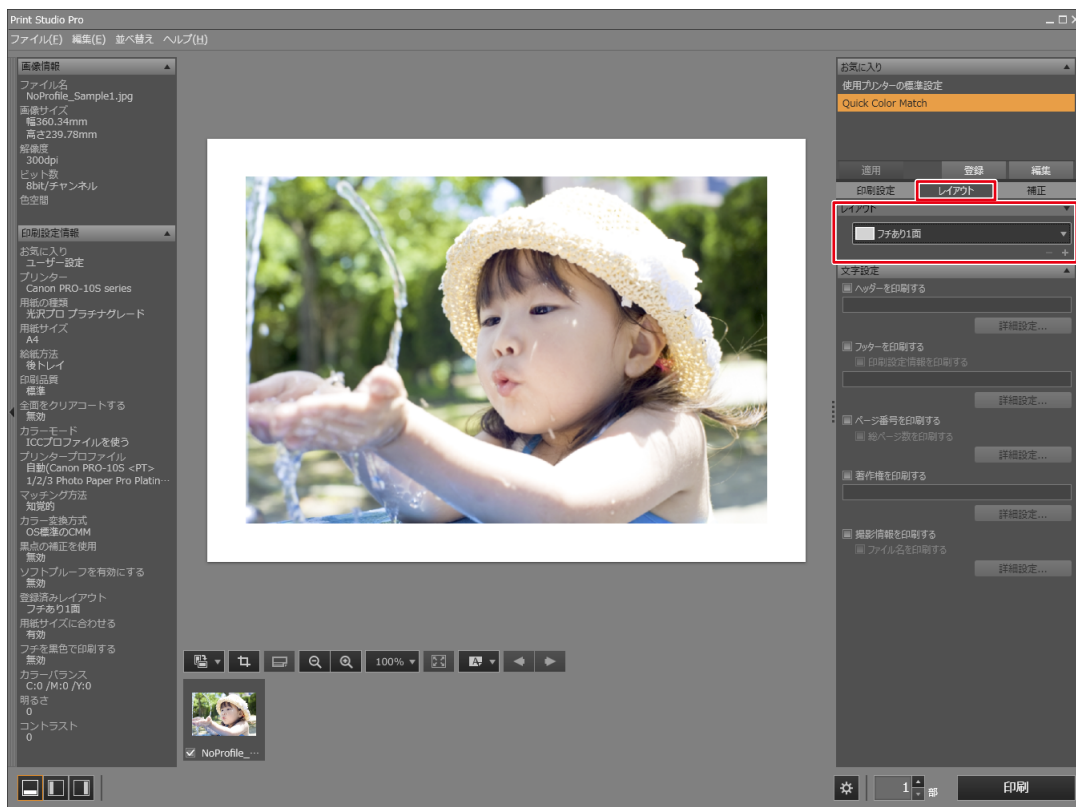 Print Studio Pro
ファイル(F) 編集(E) 並べ替え ヘルプ(H)
画像情報
ファイル名
NoProfile_Sample1.jpg
画像サイズ
幅360.34mm
高さ239.78mm
解像度
300dpi
ビット数
8bit/チャンネル
色空間
印刷設定情報
お気に入り
ユーザー設定
プリンター
Canon PRO-10S series
用紙の種類
光沢プロ プラチナグレード
用紙サイズ
A4
給紙方法
後トレイ
印刷品質
標準
全面をクリアコートする
無効
カラーモード
ICCプロファイルを使う
プリンタープロファイル
自動(Canon PRO-10S <PT>
1/2/3 Photo Paper Pro Platin…
マッチング方法
知覚的
カラー変換方式
OS標準のCMM
黒点の補正を使用
無効
ソフトプルーフを有効にする
無効
登録済みレイアウト
フチあり1面
用紙サイズに合わせる
有効
フチを黒色で印刷する
無効
カラーバランス
C:0 /M:0 /Y:0
明るさ
0
コントラスト
0
100%
NoProfile_…
お気に入り
使用プリンターの標準設定
Quick Color Match
適用 登録 編集
印刷設定 レイアウト 補正
レイアウト
フチあり1面
文字設定
ヘッダーを印刷する
詳細設定...
フッターを印刷する
印刷設定情報を印刷する
詳細設定...
ページ番号を印刷する
総ページ数を印刷する
詳細設定...
著作権を印刷する
詳細設定...
撮影情報を印刷する
ファイル名を印刷する
詳細設定...
1 部 印刷